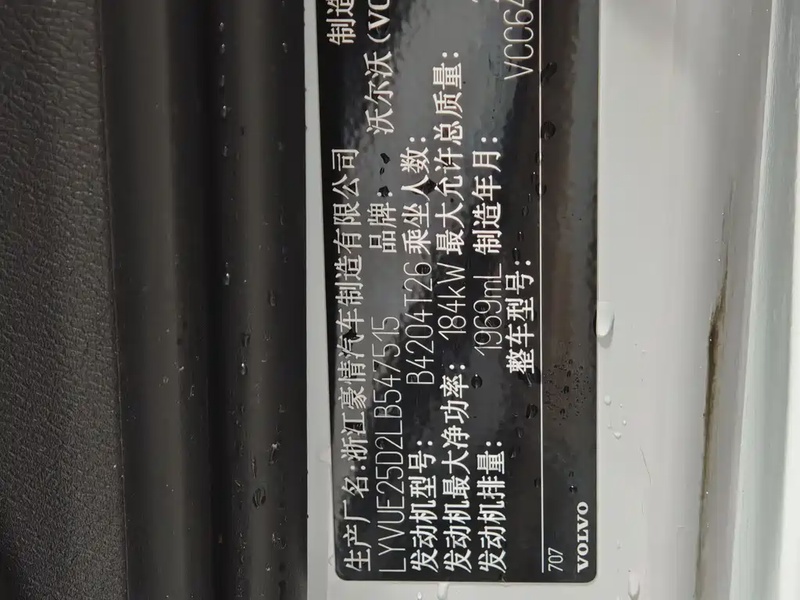 生产厂名:浙江豪情汽车制造有限公司 制造
LYVUE25D2LB547515 品牌: 沃尔沃(VO
发动机型号: B4204T26 乘坐人数:
发动机最大净功率: 184kW 最大允许总质量:
发动机排量: 1969mL 制造年月:
整车型号: VCC64
707
VOLVO